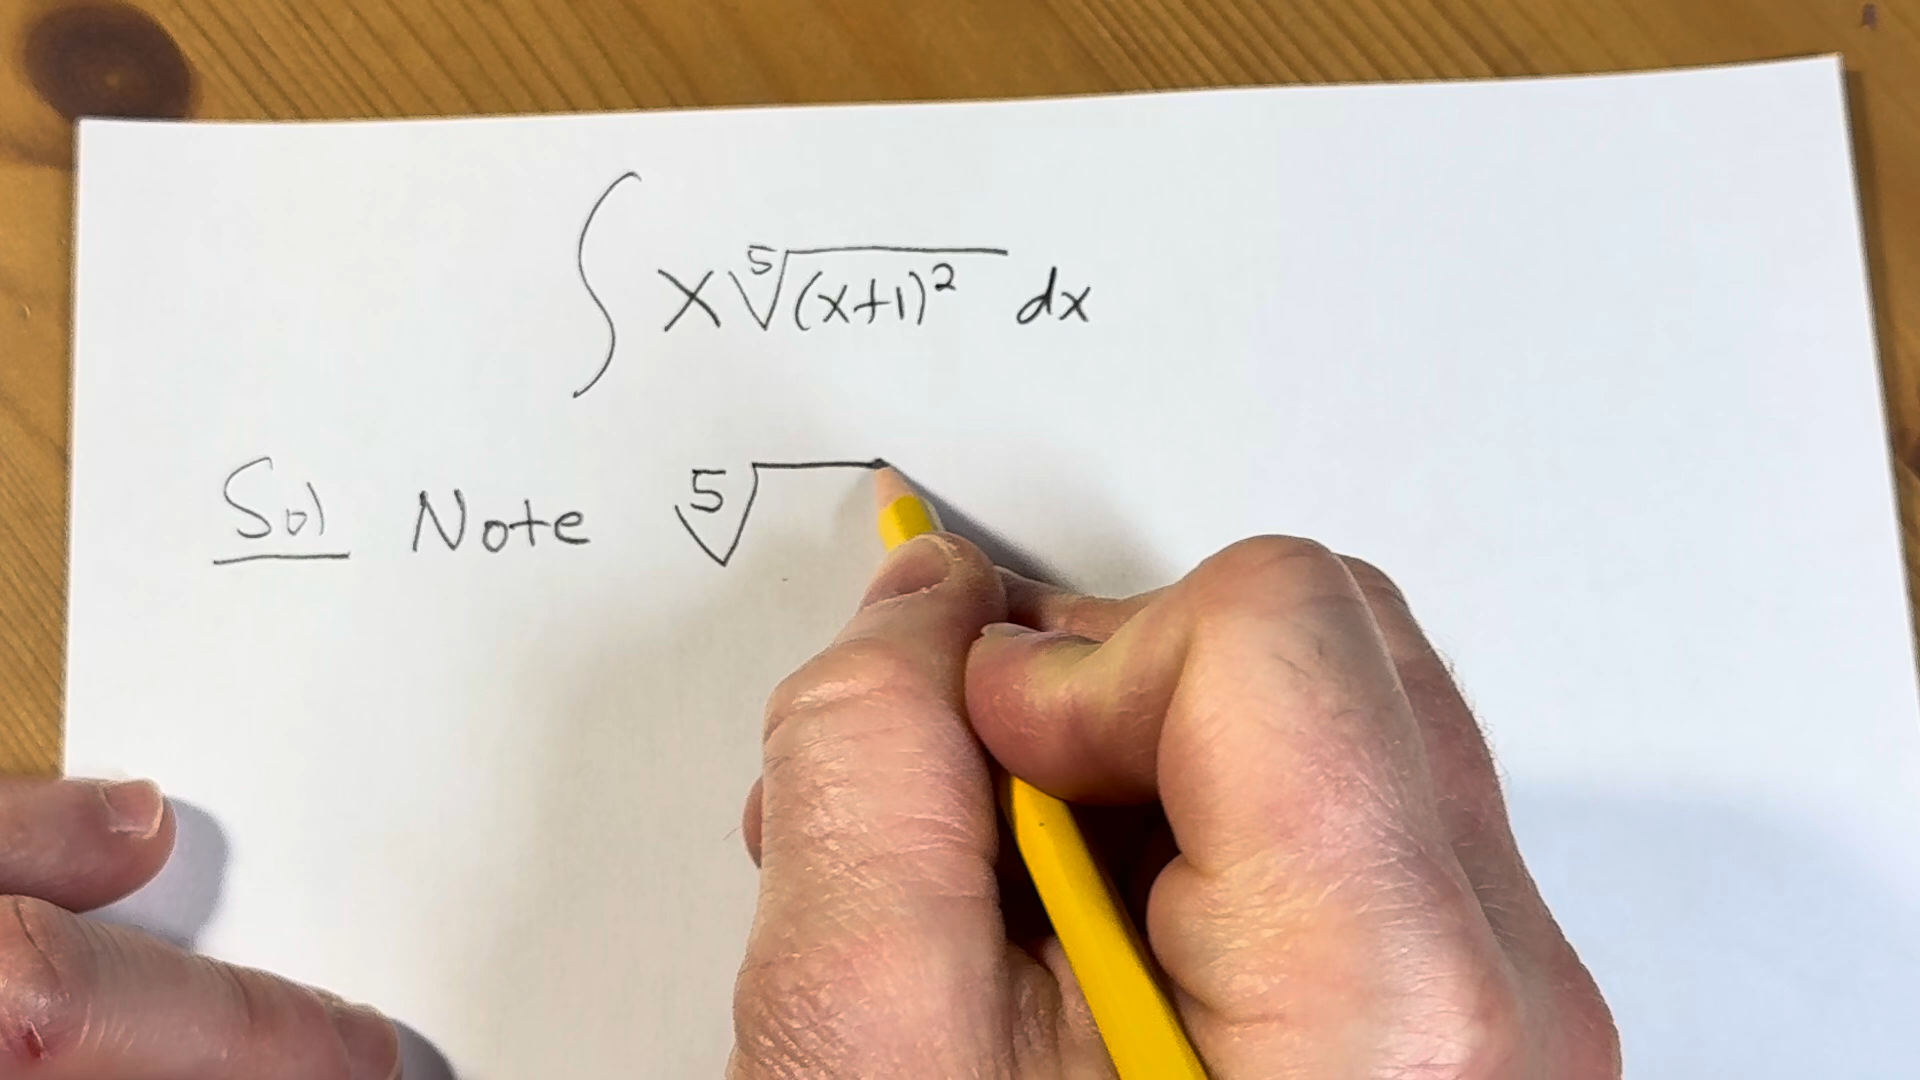 ∫ x ⁵√(x+1)² dx
Sol Note ⁵√